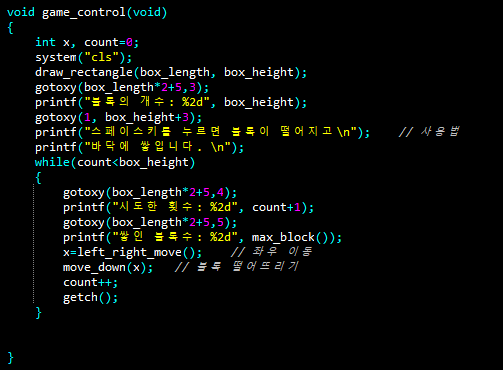 void game_control(void)
{
    int x, count=0;
    system("cls");
    draw_rectangle(box_length, box_height);
    gotoxy(box_length*2+5,3);
    printf("블록의 개수: %2d", box_height);
    gotoxy(1, box_height+3);
    printf("스페이스키를 누르면 블록이 떨어지고\n");    // 사용법
    printf("바닥에 쌓입니다. \n");
    while(count<box_height)
    {
        gotoxy(box_length*2+5,4);
        printf("시도한 횟수: %2d", count+1);
        gotoxy(box_length*2+5,5);
        printf("쌓인 블록수: %2d", max_block());
        x=left_right_move();    // 좌우 이동
        move_down(x);   // 블록 떨어뜨리기
        count++;
        getch();
    }
}